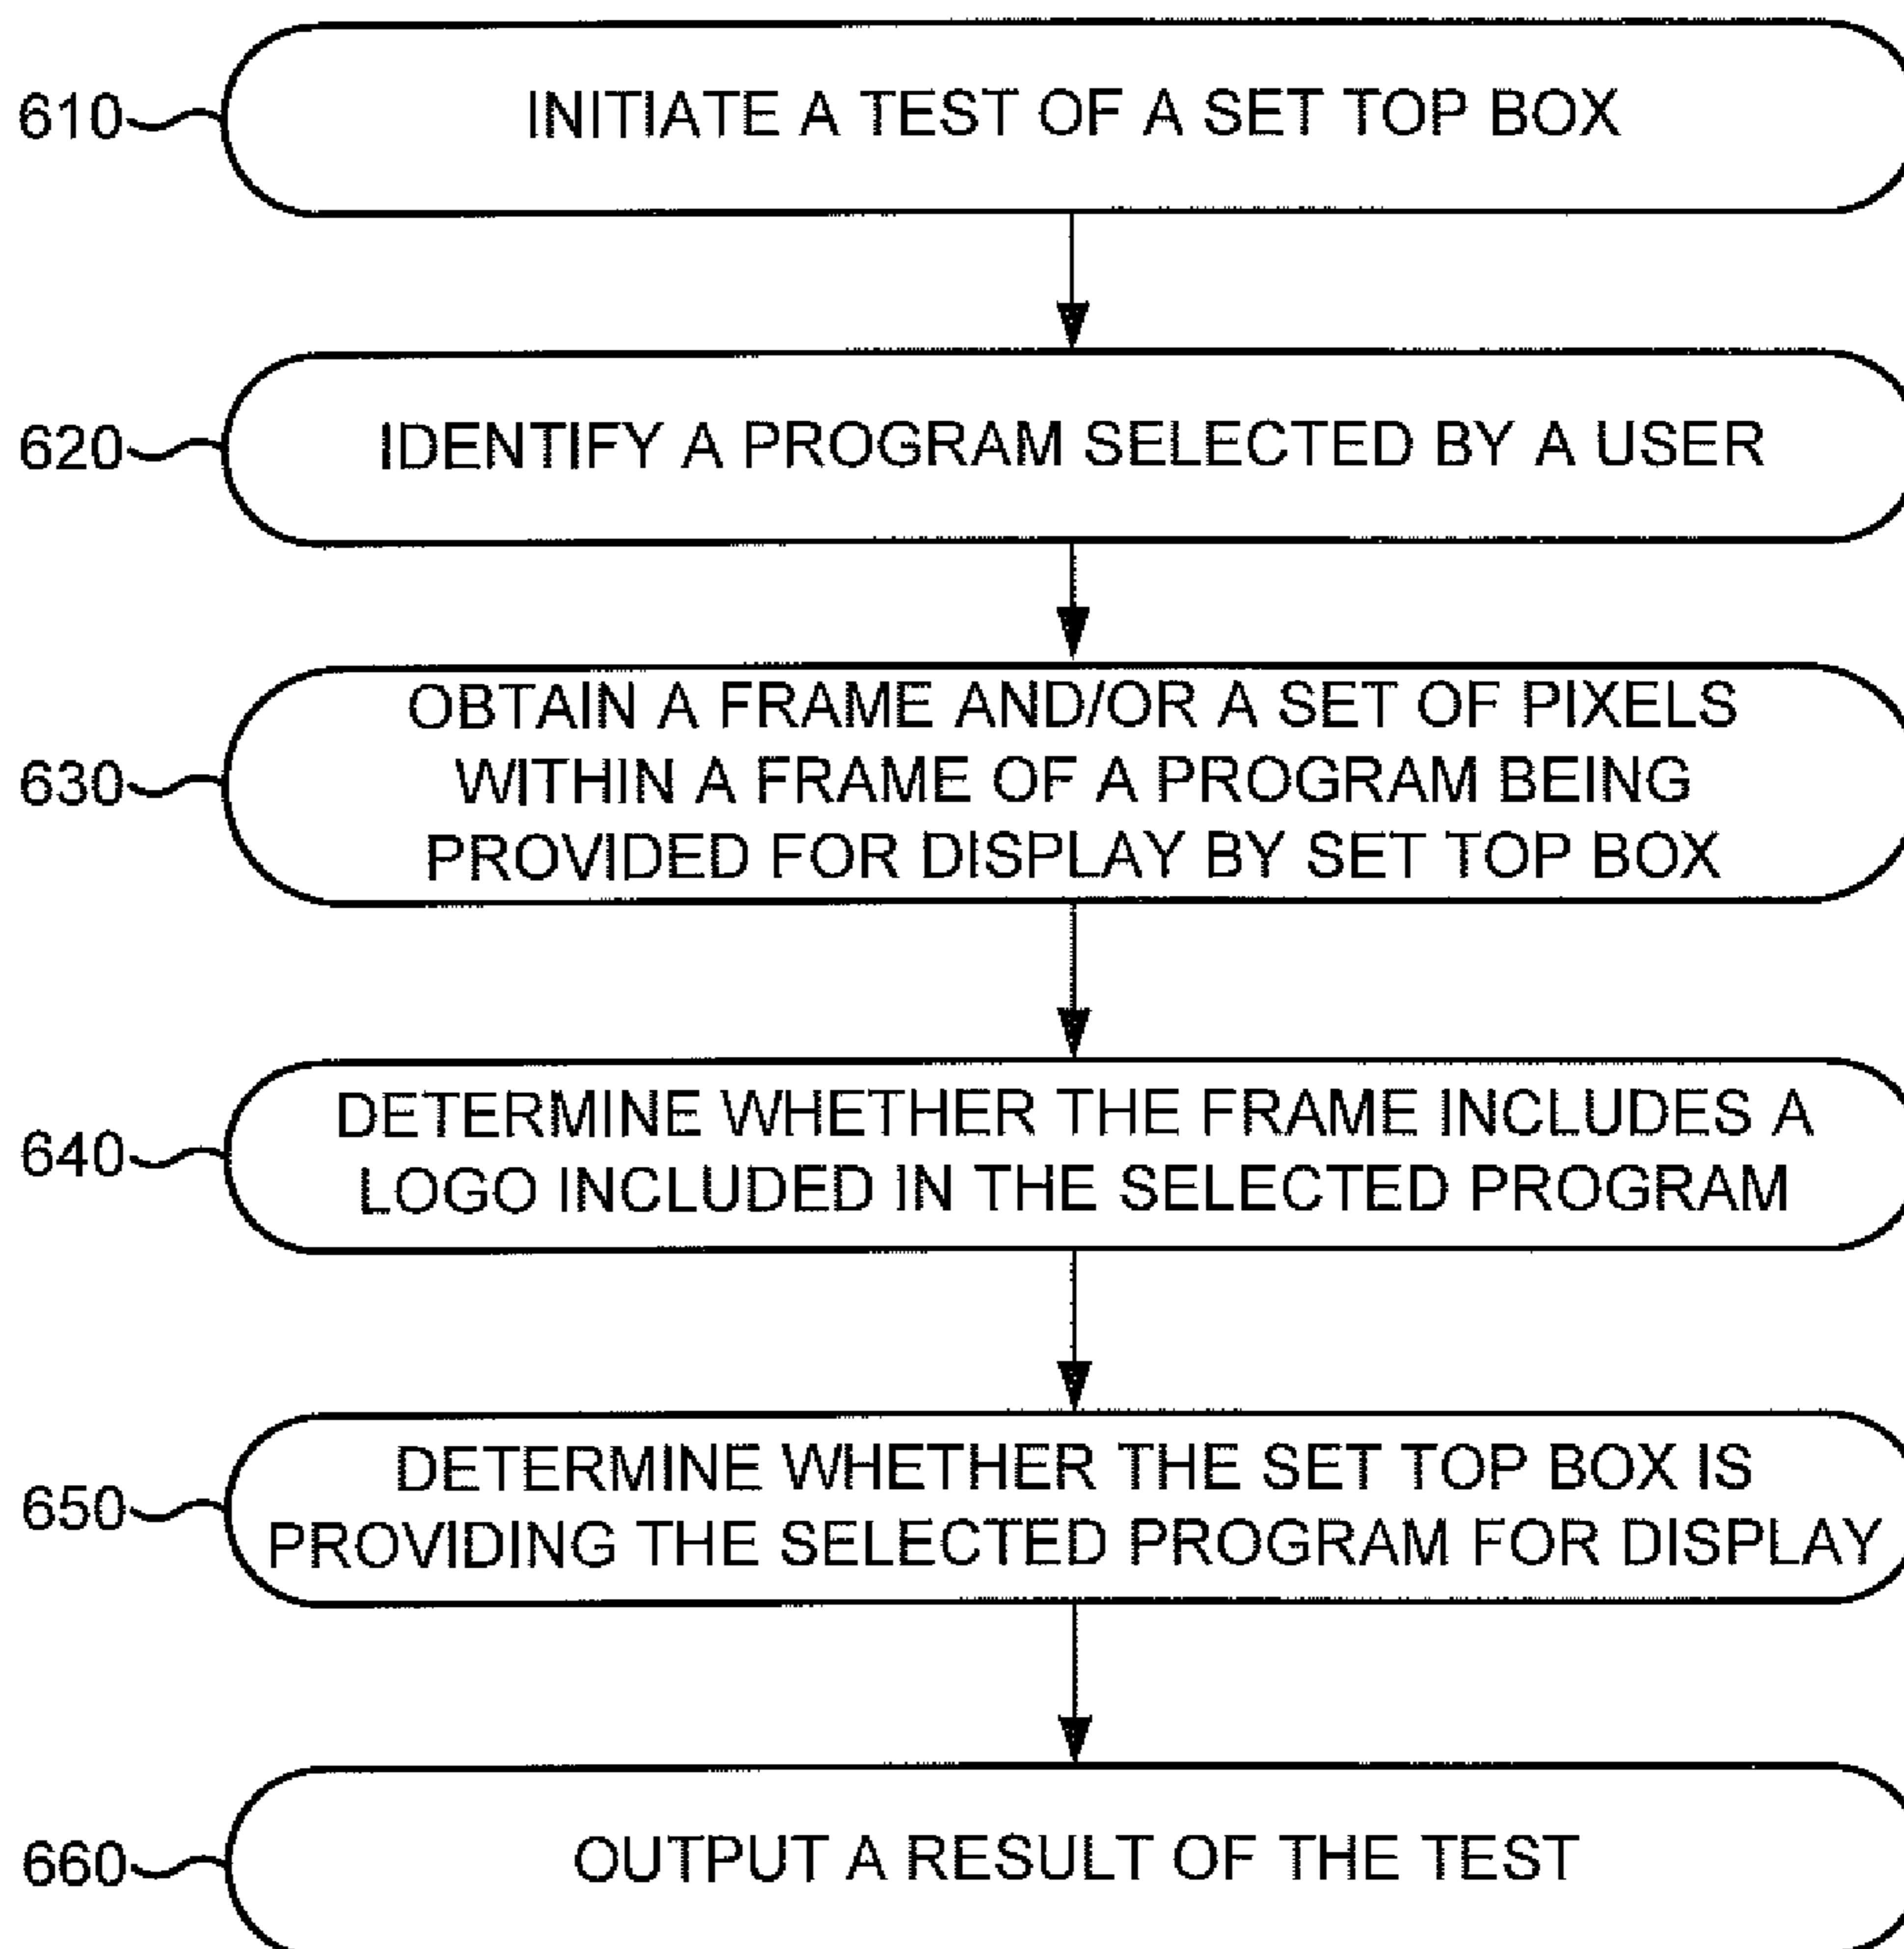 610
INITIATE A TEST OF A SET TOP BOX
620
IDENTIFY A PROGRAM SELECTED BY A USER
630
OBTAIN A FRAME AND/OR A SET OF PIXELS
WITHIN A FRAME OF A PROGRAM BEING
PROVIDED FOR DISPLAY BY SET TOP BOX
640
DETERMINE WHETHER THE FRAME INCLUDES A
LOGO INCLUDED IN THE SELECTED PROGRAM
650
DETERMINE WHETHER THE SET TOP BOX IS
PROVIDING THE SELECTED PROGRAM FOR DISPLAY
660
OUTPUT A RESULT OF THE TEST